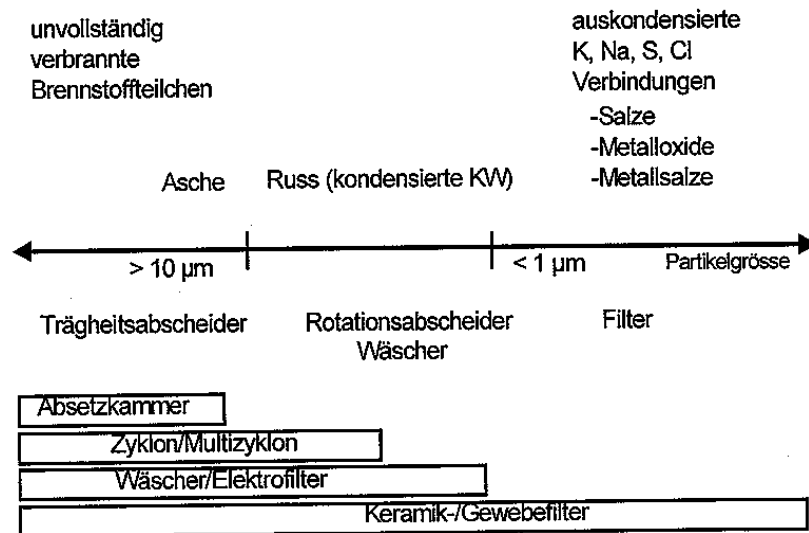 unvollständig
verbrannte
Brennstoffteilchen
auskondensierte
K, Na, S, Cl
Verbindungen
-Salze
-Metalloxide
-Metallsalze
Asche
Russ (kondensierte KW)
> 10 µm
< 1 µm
Partikelgrösse
Trägheitsabscheider
Rotationsabscheider
Wäscher
Filter
Absetzkammer
Zyklon/Multizyklon
Wäscher/Elektrofilter
Keramik-/Gewebefilter